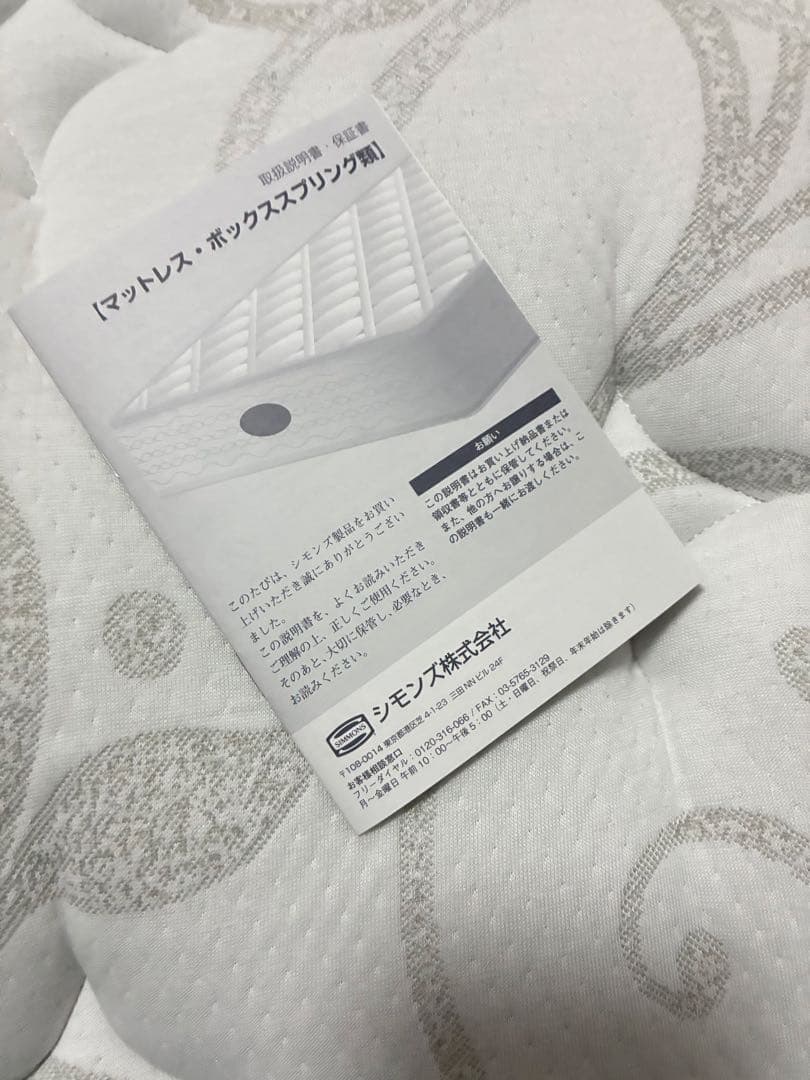 取扱説明書・保証書
【マットレス・ボックススプリング類】
お願い
この説明書はお買い上げ納品書または
領収書等とともに保管してください。
また、他の方へお譲りする場合は、こ
の説明書も一緒にお渡しください。
このたびは、シモンズ製品をお買い
上げいただき誠にありがとうござい
ました。
この説明書を、よくお読みいただき
ご理解の上、正しくご使用ください。
そのあと、大切に保管し、必要なとき、
お読みください。
SIMMONS
シモンズ株式会社
〒108-0014 東京都港区芝 4-1-23 三田NNビル 24F
お客様相談窓口
フリーダイヤル：0120-316-066 / FAX：03-5765-3129
月〜金曜日 午前 10：00〜午後 5：00（土・日曜日、祝祭日、年末年始は除きます）